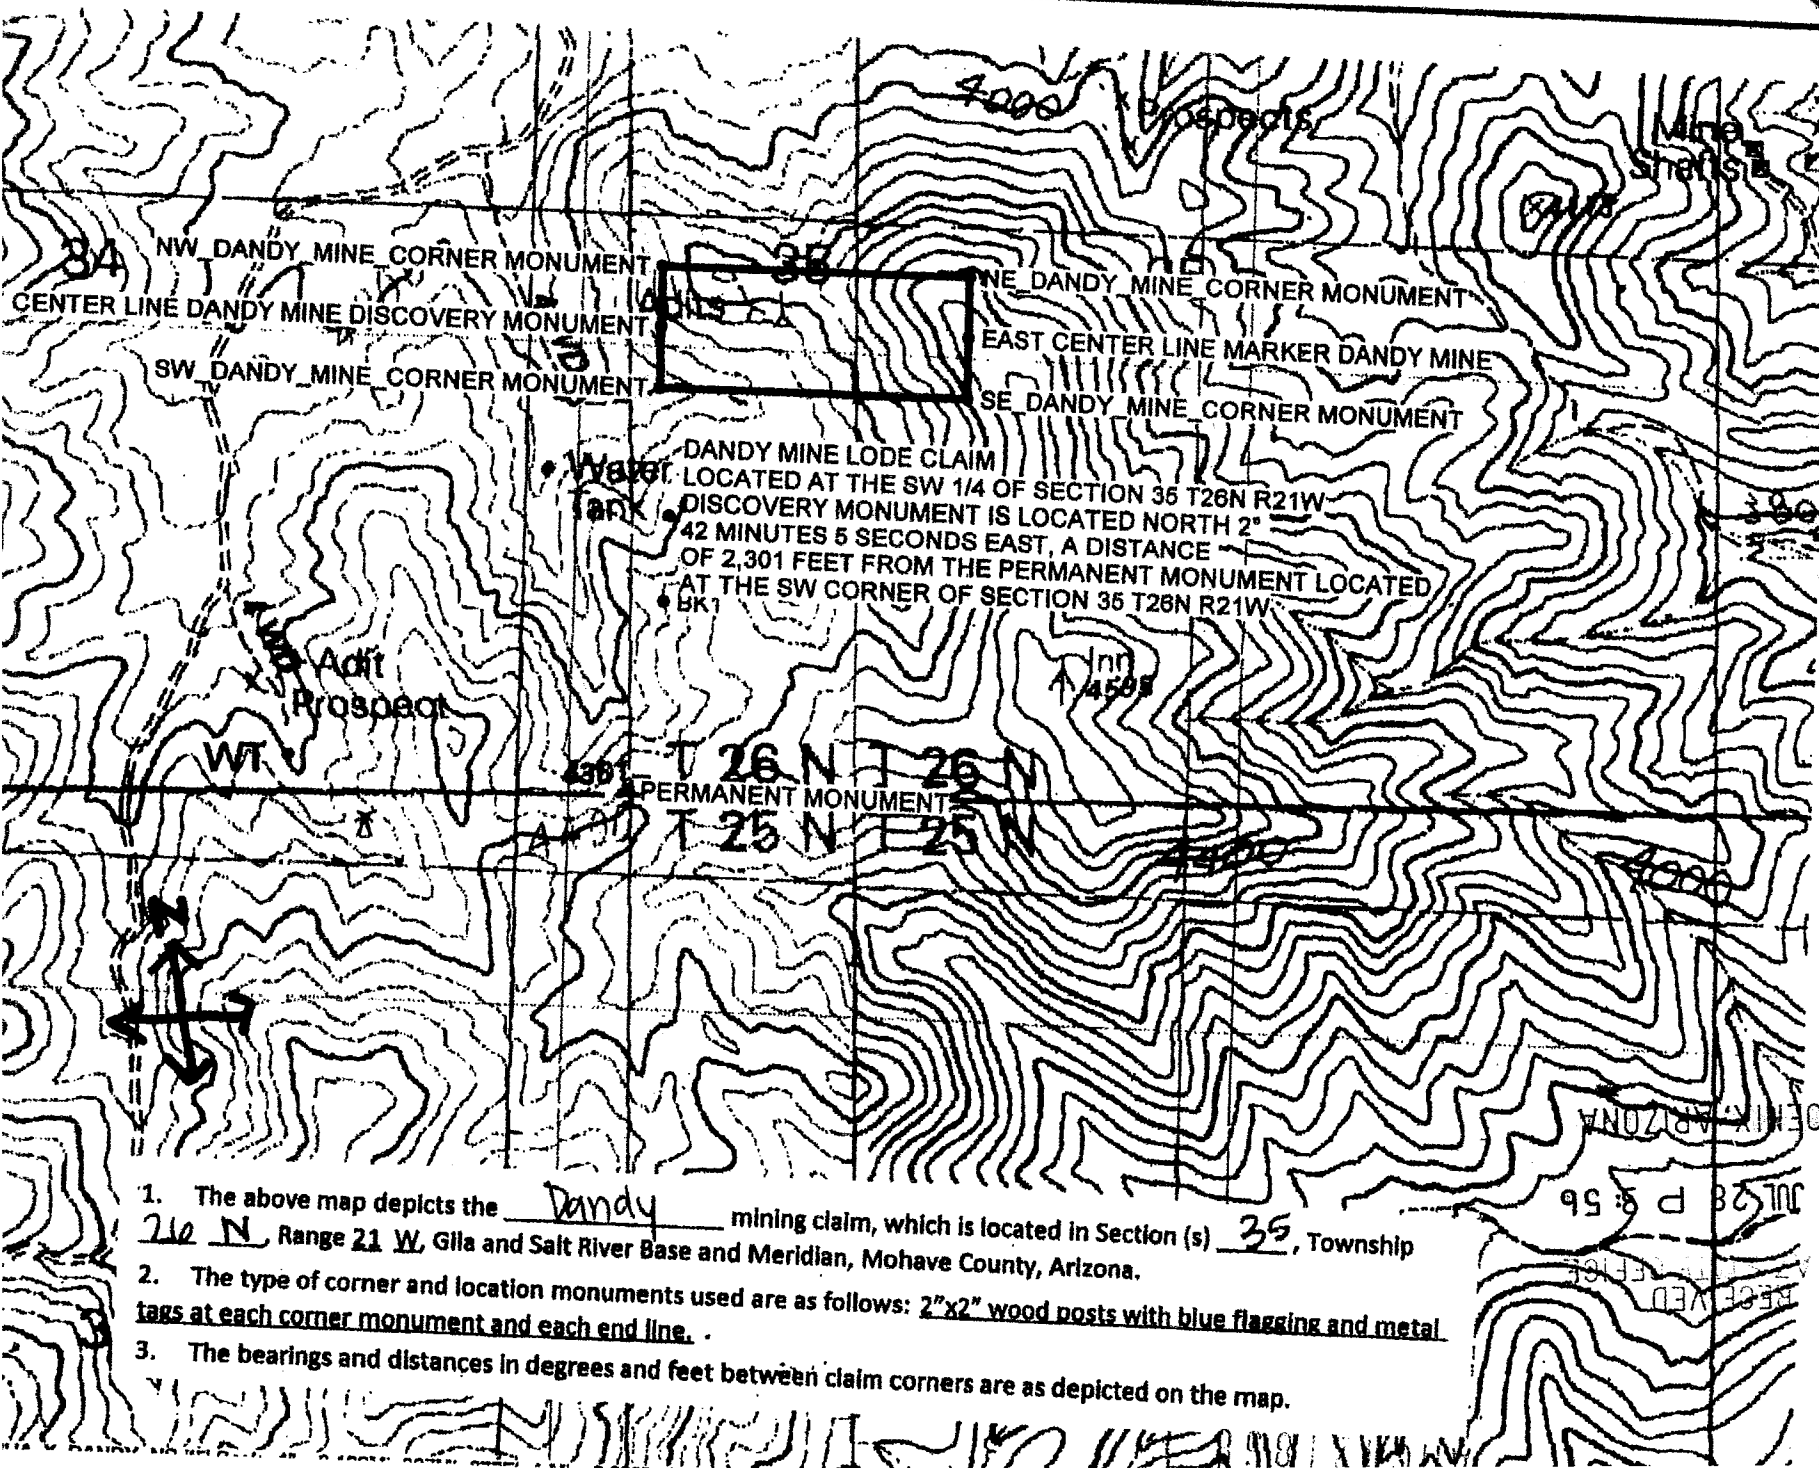 4000
Prospects
Mine
Shafts
34
35
NW_DANDY_MINE_CORNER MONUMENT
NE_DANDY_MINE_CORNER MONUMENT
Adits
CENTER LINE DANDY MINE DISCOVERY MONUMENT
EAST CENTER LINE MARKER DANDY MINE
SW_DANDY_MINE_CORNER MONUMENT
SE_DANDY_MINE_CORNER MONUMENT
Water
Tank
DANDY MINE LODE CLAIM
LOCATED AT THE SW 1/4 OF SECTION 35 T26N R21W
DISCOVERY MONUMENT IS LOCATED NORTH 2°
42 MINUTES 5 SECONDS EAST, A DISTANCE
OF 2,301 FEET FROM THE PERMANENT MONUMENT LOCATED
AT THE SW CORNER OF SECTION 35 T26N R21W
BK1
Adit
Prospect
Inn
4595
WT
T 26 N T 26 N
PERMANENT MONUMENT
T 25 N T 25 N
4400
4000
N
PHOENIX, ARIZONA
RECEIVED
1. The above map depicts the Dandy mining claim, which is located in Section (s) 35, Township
26 N, Range 21 W, Gila and Salt River Base and Meridian, Mohave County, Arizona.
2. The type of corner and location monuments used are as follows: 2"x2" wood posts with blue flagging and metal
tags at each corner monument and each end line. .
3. The bearings and distances in degrees and feet between claim corners are as depicted on the map.
3